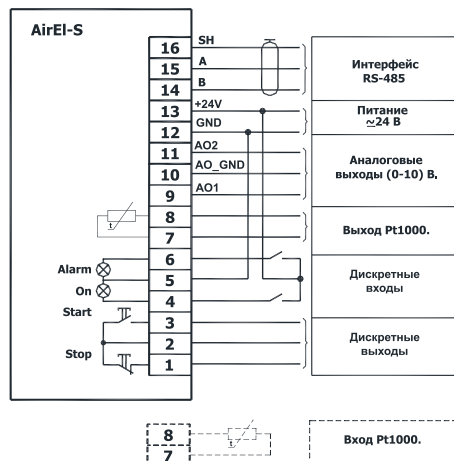 AirEl-S
16 SH
15 A
14 B
Интерфейс
RS-485
13 +24V
12 GND
Питание
~24 В
11 AO2
10 AO_GND
9 AO1
Аналоговые
выходы (0-10) В.
8
7
Выход Pt1000.
6
Alarm
5
On
4
Дискретные
входы
Start
3
2
Stop
1
Дискретные
выходы
8
7
Вход Pt1000.